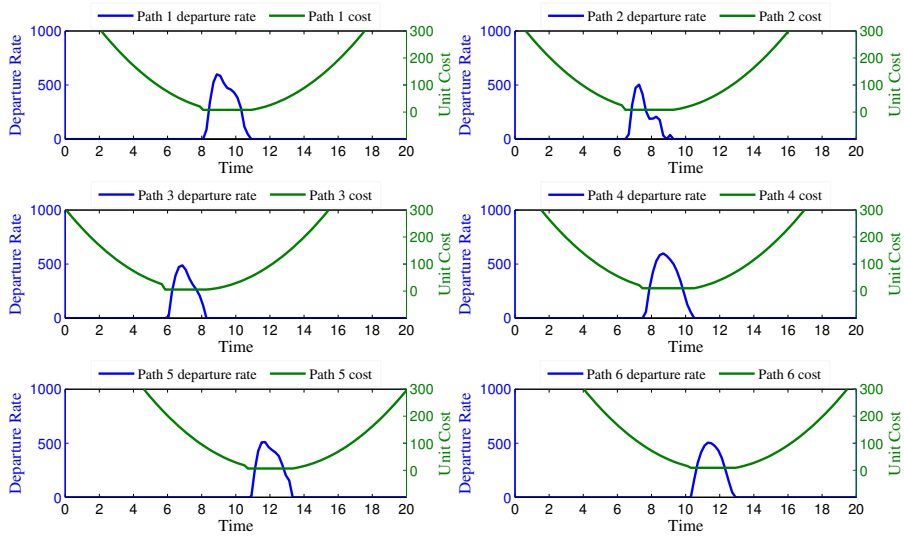 Path 1 departure rate Path 1 cost
1000 300
200
500 100
0
0
0 2 4 6 8 10 12 14 16 18 20
Time
Departure Rate
Unit Cost
Path 2 departure rate Path 2 cost
1000 300
200
500 100
0
0
0 2 4 6 8 10 12 14 16 18 20
Time
Departure Rate
Unit Cost
Path 3 departure rate Path 3 cost
1000 300
200
500 100
0
0
0 2 4 6 8 10 12 14 16 18 20
Time
Departure Rate
Unit Cost
Path 4 departure rate Path 4 cost
1000 300
200
500 100
0
0
0 2 4 6 8 10 12 14 16 18 20
Time
Departure Rate
Unit Cost
Path 5 departure rate Path 5 cost
1000 300
200
500 100
0
0
0 2 4 6 8 10 12 14 16 18 20
Time
Departure Rate
Unit Cost
Path 6 departure rate Path 6 cost
1000 300
200
500 100
0
0
0 2 4 6 8 10 12 14 16 18 20
Time
Departure Rate
Unit Cost